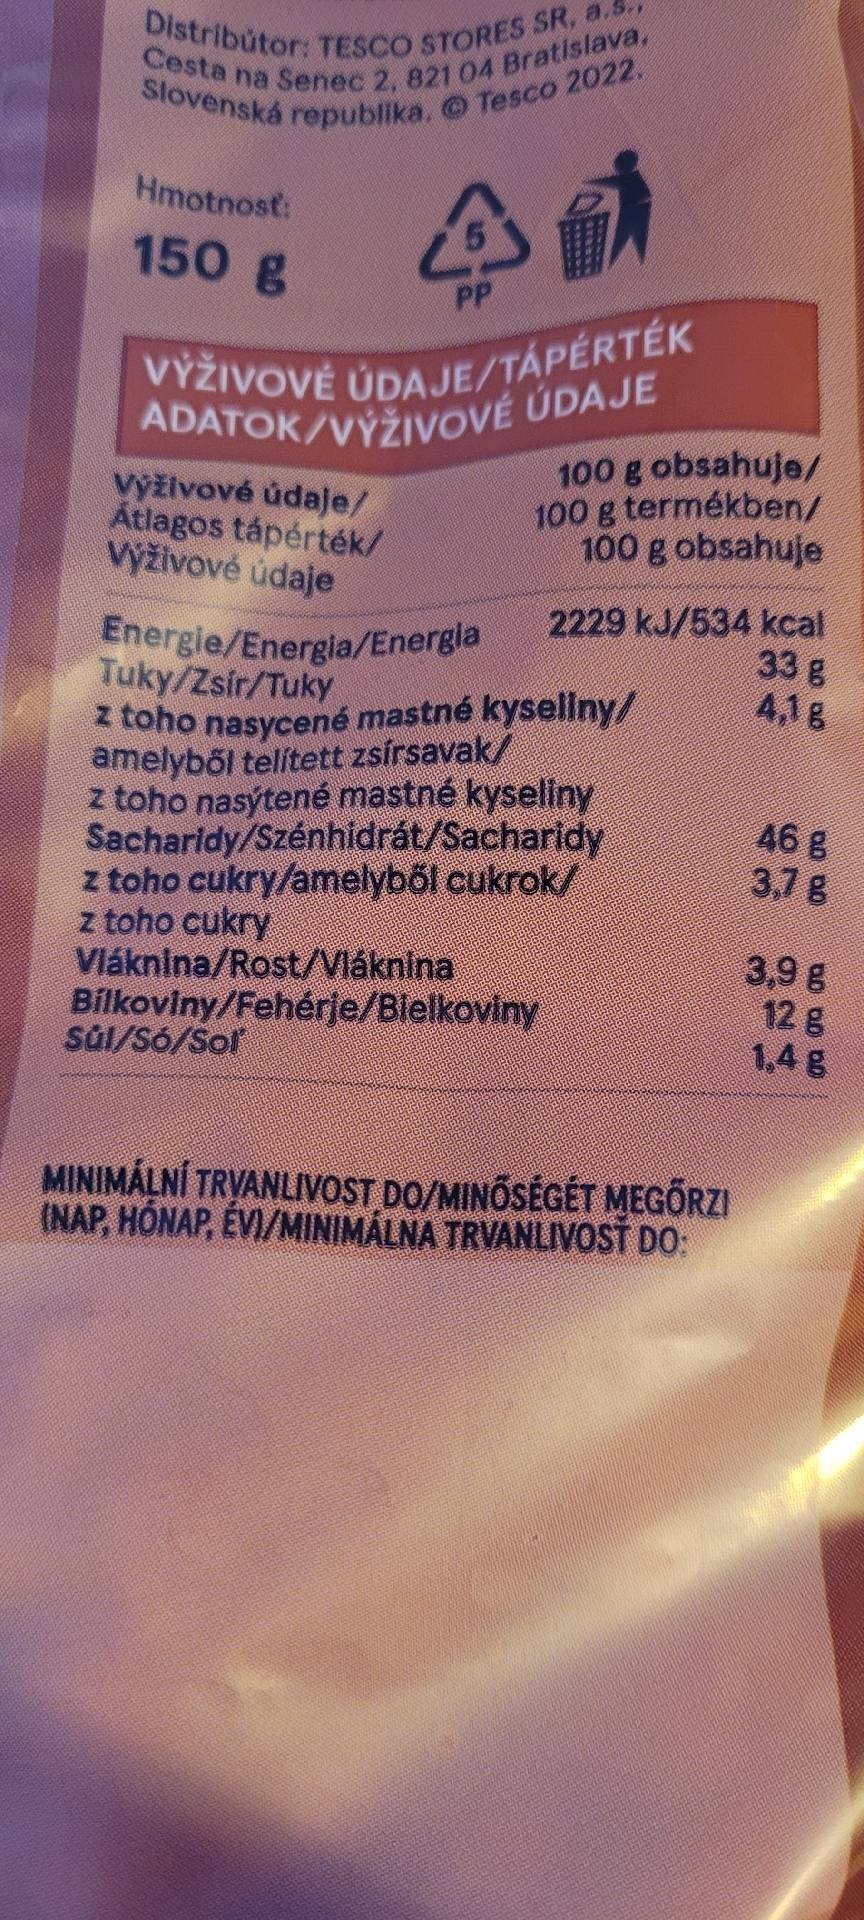 Distribútor: TESCO STORES SR, a.s.,
Cesta na Senec 2, 821 04 Bratislava,
Slovenská republika. © Tesco 2022.
Hmotnosť:
150 g
5
PP
VÝŽIVOVÉ ÚDAJE/TÁPÉRTÉK
ADATOK/VÝŽIVOVÉ ÚDAJE
Výživové údaje/
Átlagos tápérték/
Výživové údaje
100 g obsahuje/
100 g termékben/
100 g obsahuje
Energie/Energia/Energia 2229 kJ/534 kcal
Tuky/Zsír/Tuky 33 g
z toho nasycené mastné kyseliny/ 4,1 g
amelyből telített zsírsavak/
z toho nasýtené mastné kyseliny
Sacharidy/Szénhidrát/Sacharidy 46 g
z toho cukry/amelyből cukrok/ 3,7 g
z toho cukry
Vláknina/Rost/Vláknina 3,9 g
Bílkoviny/Fehérje/Bielkoviny 12 g
Sůl/Só/Soľ 1,4 g
MINIMÁLNÍ TRVANLIVOST DO/MINŐSÉGÉT MEGŐRZI
(NAP, HÓNAP, ÉV)/MINIMÁLNA TRVANLIVOSŤ DO: